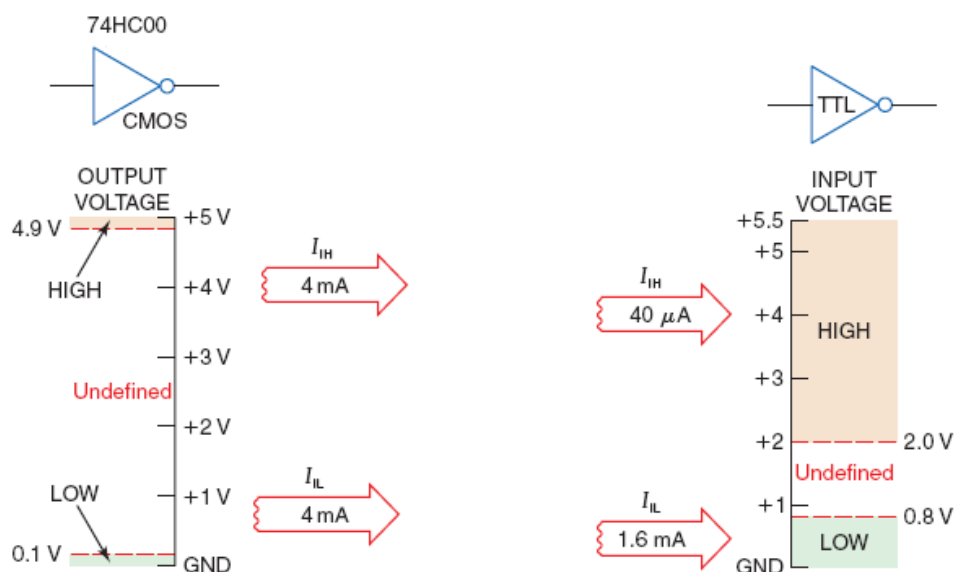 74HC00
CMOS
OUTPUT
VOLTAGE
4.9 V
HIGH
Undefined
LOW
0.1 V
+5 V
+4 V
+3 V
+2 V
+1 V
GND
I_IH
4 mA
I_IL
4 mA
I_IH
40 μA
I_IL
1.6 mA
TTL
INPUT
VOLTAGE
+5.5
+5
+4
+3
+2
+1
GND
HIGH
2.0 V
Undefined
0.8 V
LOW